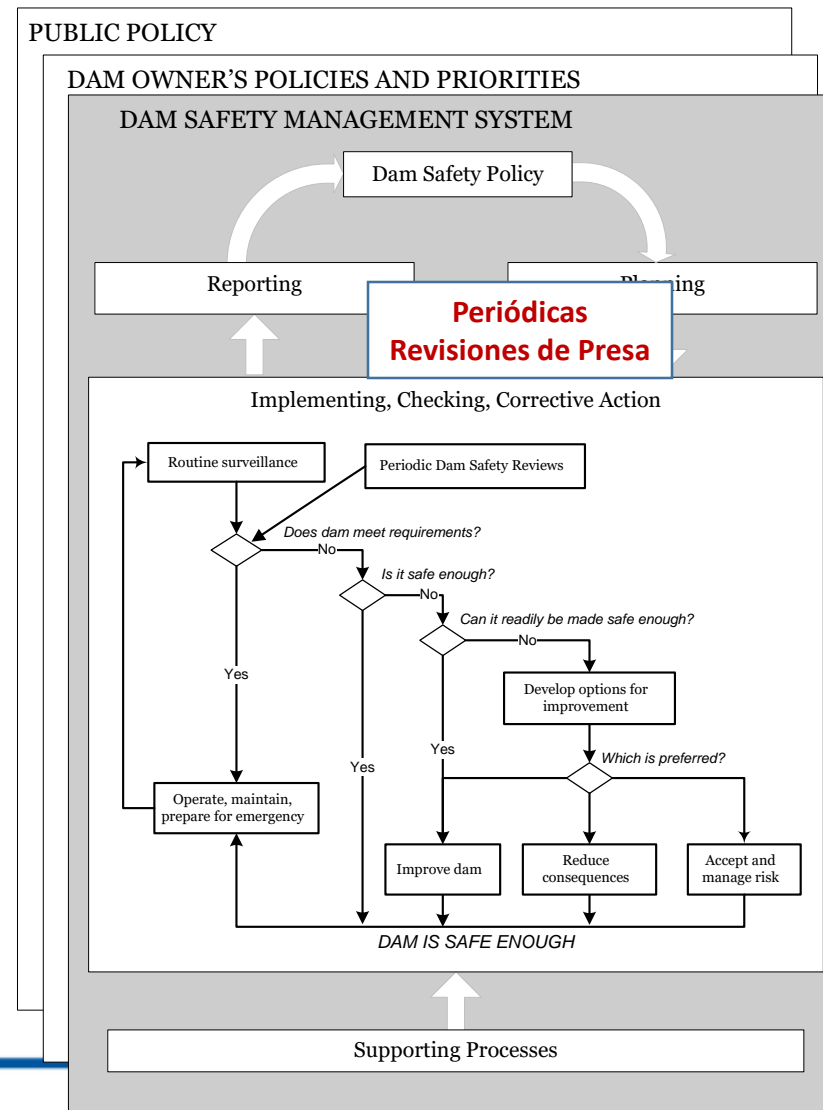 PUBLIC POLICY
DAM OWNER'S POLICIES AND PRIORITIES
DAM SAFETY MANAGEMENT SYSTEM
Dam Safety Policy
Reporting
Planning
Periódicas
Revisiones de Presa
Implementing, Checking, Corrective Action
Routine surveillance
Periodic Dam Safety Reviews
Does dam meet requirements?
No
Is it safe enough?
No
Can it readily be made safe enough?
No
Yes
Develop options for
improvement
Yes
Which is preferred?
Yes
Operate, maintain,
prepare for emergency
Improve dam
Reduce
consequences
Accept and
manage risk
DAM IS SAFE ENOUGH
Supporting Processes